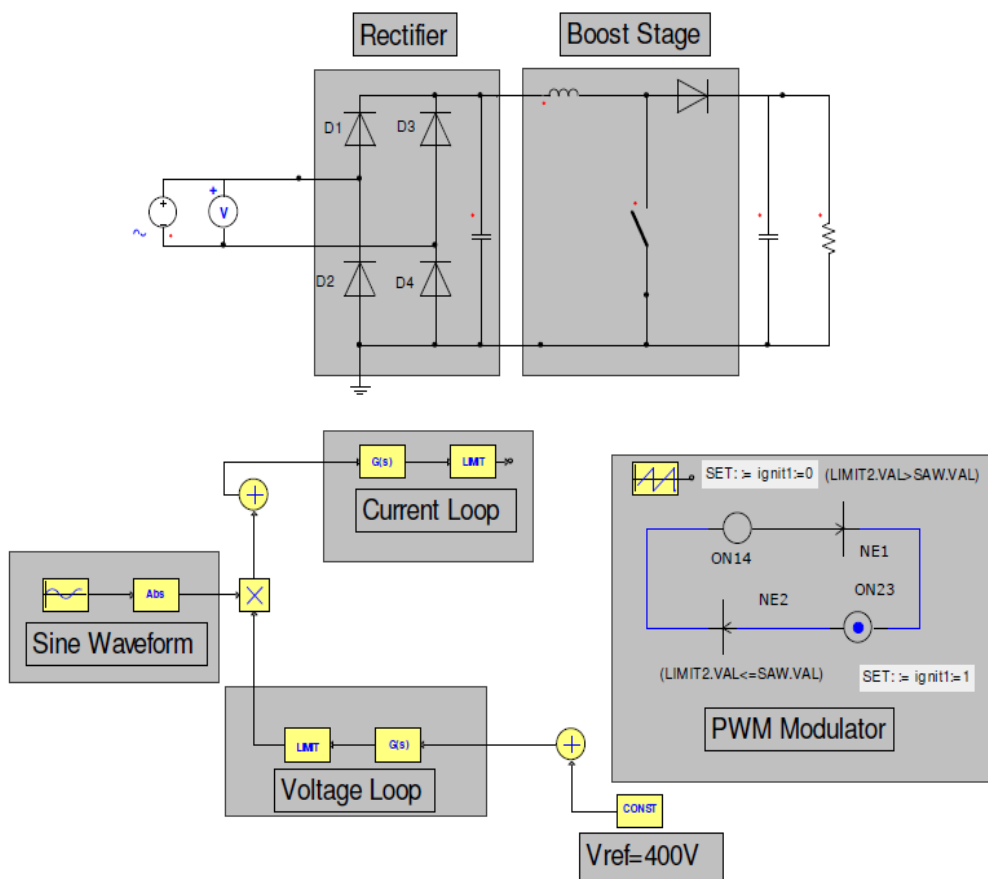 Rectifier
Boost Stage
D1
D3
+
V
+
-
~
D2
D4
G(s)
LIMIT
Current Loop
+
Abs
Sine Waveform
X
LIMIT
G(s)
Voltage Loop
+
CONST
Vref=400V
SET: := ignit1:=0
(LIMIT2.VAL>SAW.VAL)
ON14
NE1
ON23
NE2
(LIMIT2.VAL<=SAW.VAL)
SET: := ignit1:=1
PWM Modulator